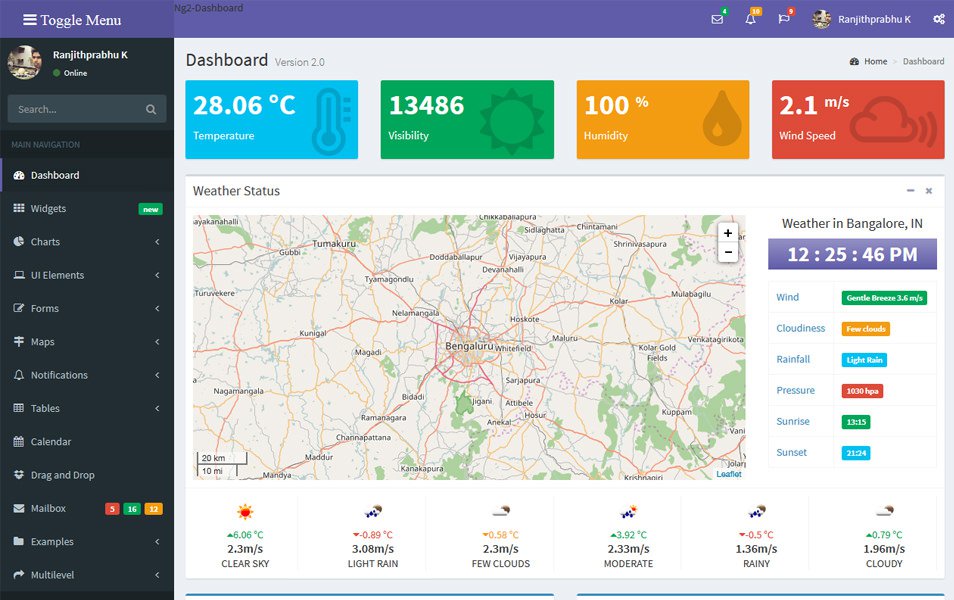 Toggle Menu
Ng2-Dashboard
4
10
9
Ranjithprabhu K
Ranjithprabhu K
Online
Search...
MAIN NAVIGATION
Dashboard
Widgets
new
Charts
UI Elements
Forms
Maps
Notifications
Tables
Calendar
Drag and Drop
Mailbox
5 16 12
Examples
Multilevel
Dashboard Version 2.0
Home > Dashboard
28.06 °C
Temperature
13486
Visibility
100 %
Humidity
2.1 m/s
Wind Speed
Weather Status
ayakanahalli
Chikkaballapura
Sidlaghatta
Chintamani
Tumakuru
Gubbi
Shrinivasapura
Doddaballapur
Vijayapura
Devanahalli
Tyamagondlu
Turuvekere
Mulabagilu
Kolar
Nelamangala
Hoskote
Kunigal
Maluru
Venkatagirikota
Bengaluru
Whitefield
Magadi
Kolar Gold
Fields
Sarjapura
Nagamangala
Bidadi
Jigani
Attibele
Ramanagara
Anekal
Hosur
Kuppam
Channapattana
Vani
Maddur
Kanakapura
Mandya
Krishnagiri
Jolarp
+
−
20 km
10 mi
Leaflet
Weather in Bangalore, IN
12 : 25 : 46 PM
Wind Gentle Breeze 3.6 m/s
Cloudiness Few clouds
Rainfall Light Rain
Pressure 1030 hpa
Sunrise 13:15
Sunset 21:24
6.06 °C
2.3m/s
CLEAR SKY
-0.89 °C
3.08m/s
LIGHT RAIN
0.58 °C
2.3m/s
FEW CLOUDS
3.92 °C
2.33m/s
MODERATE
-0.5 °C
1.36m/s
RAINY
0.79 °C
1.96m/s
CLOUDY